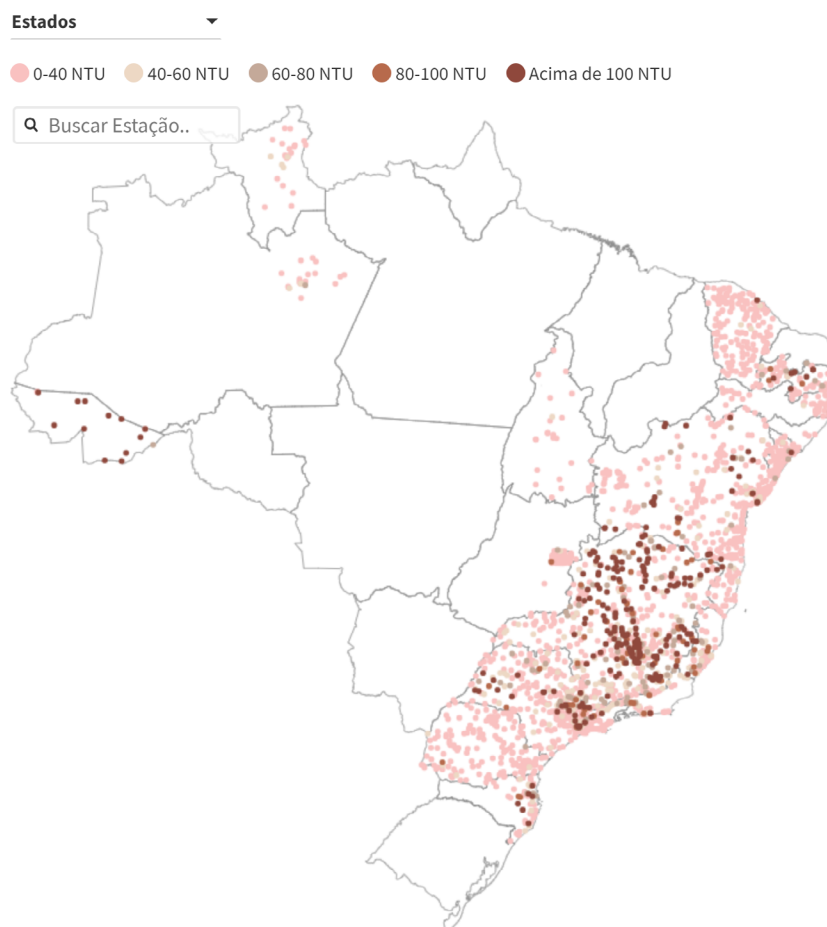 Estados
0-40 NTU 40-60 NTU 60-80 NTU 80-100 NTU Acima de 100 NTU
Buscar Estação..